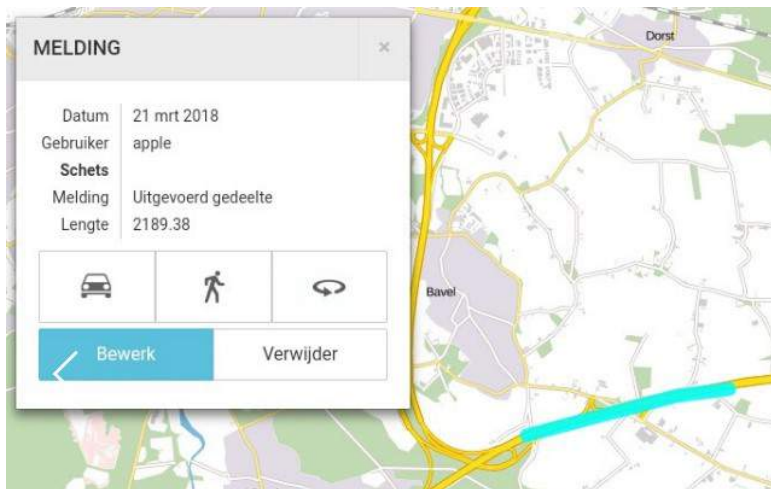 MELDING ×
Datum 21 mrt 2018
Gebruiker apple
Schets
Melding Uitgevoerd gedeelte
Lengte 2189.38
Bewerk Verwijder
Dorst
Bavel